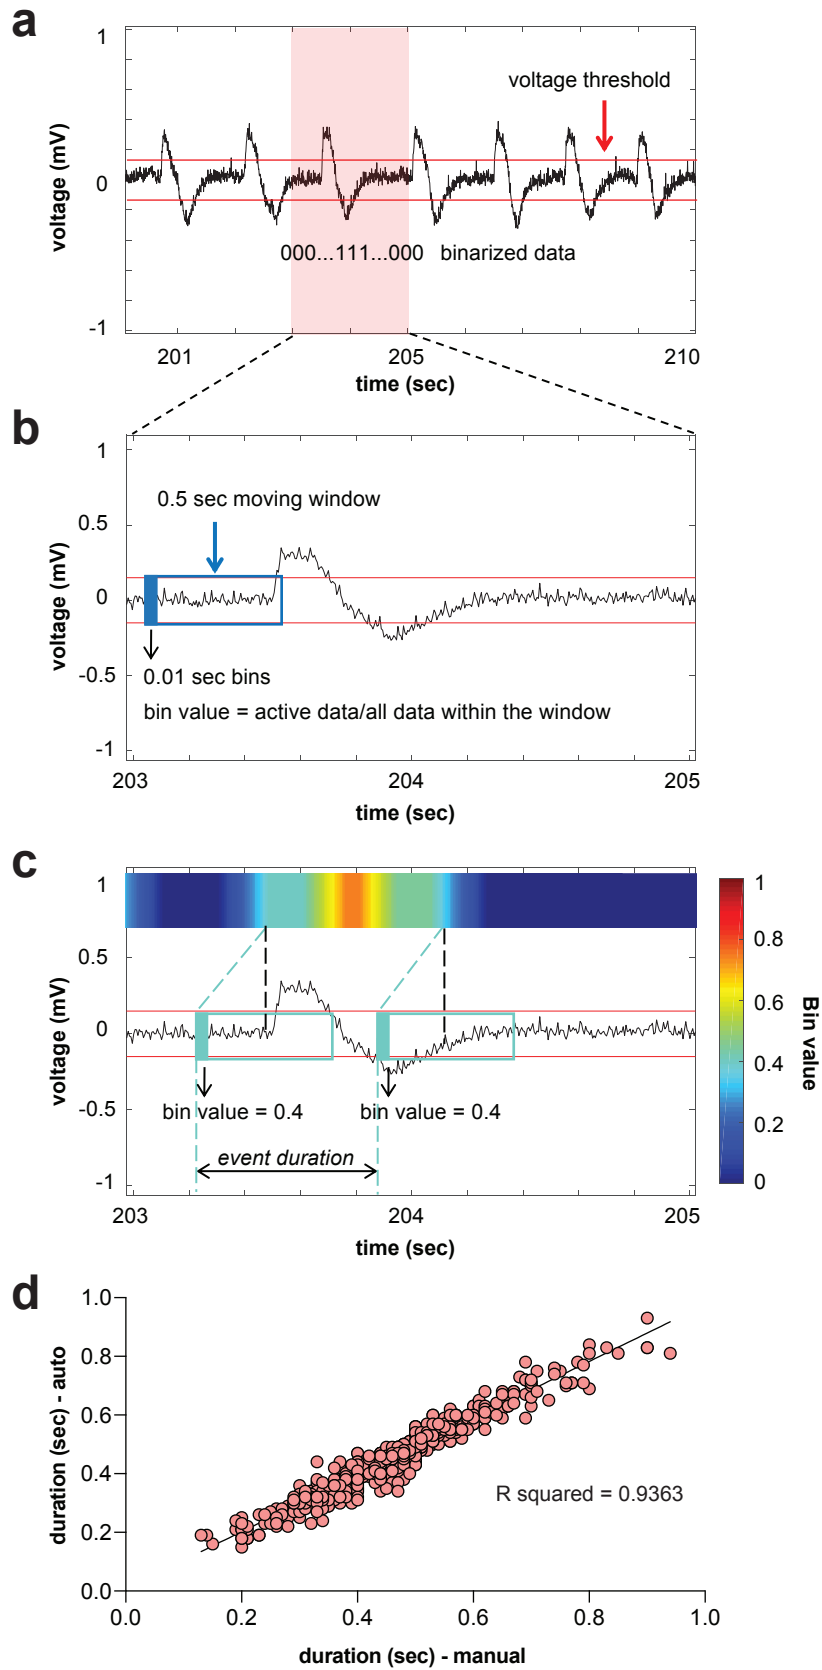 a
1
voltage threshold
voltage (mV)
0
000...111...000 binarized data
-1
201 205 210
time (sec)
b
1
0.5 sec moving window
0.5
voltage (mV)
0
0.01 sec bins
-0.5
bin value = active data/all data within the window
-1
203 204 205
time (sec)
c
1
0.5
voltage (mV)
0
bin value = 0.4 bin value = 0.4
-0.5
event duration
-1
203 204 205
time (sec)
1
0.8
0.6
0.4
0.2
0
Bin value
d
1.0
0.8
0.6
0.4
0.2
0.0
duration (sec) - auto
R squared = 0.9363
0.0 0.2 0.4 0.6 0.8 1.0
duration (sec) - manual